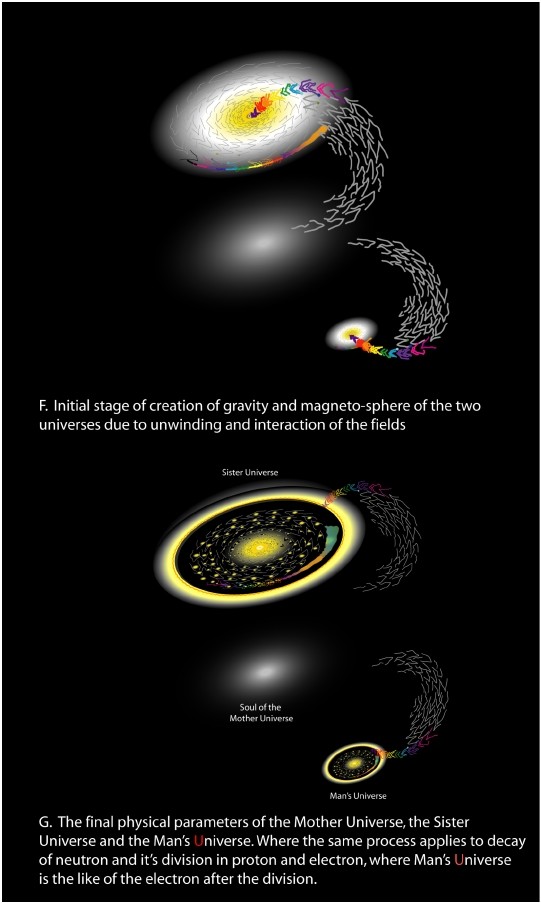 F. Initial stage of creation of gravity and magneto-sphere of the two
universes due to unwinding and interaction of the fields
Sister Universe
Soul of the
Mother Universe
Man's Universe
G. The final physical parameters of the Mother Universe, the Sister
Universe and the Man's Universe. Where the same process applies to decay
of neutron and it's division in proton and electron, where Man's Universe
is the like of the electron after the division.